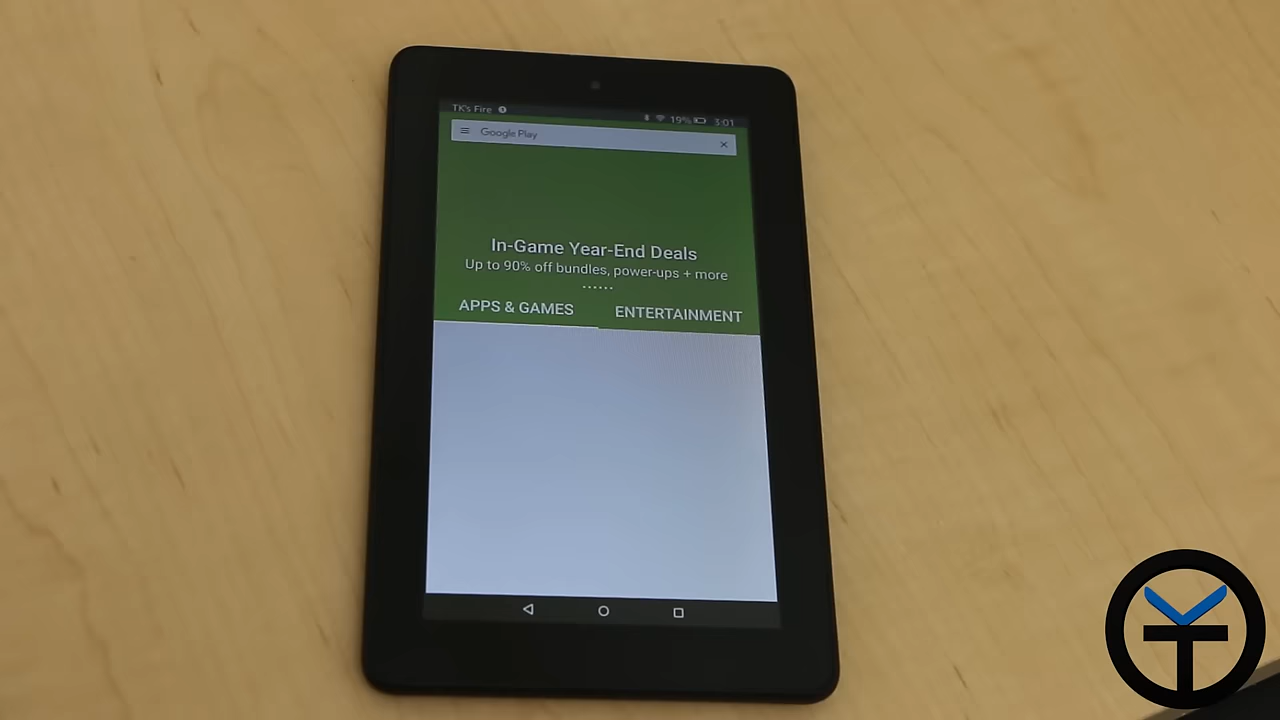 TK's Fire
19% 3:01
Google Play
In-Game Year-End Deals
Up to 90% off bundles, power-ups + more
APPS & GAMES
ENTERTAINMENT